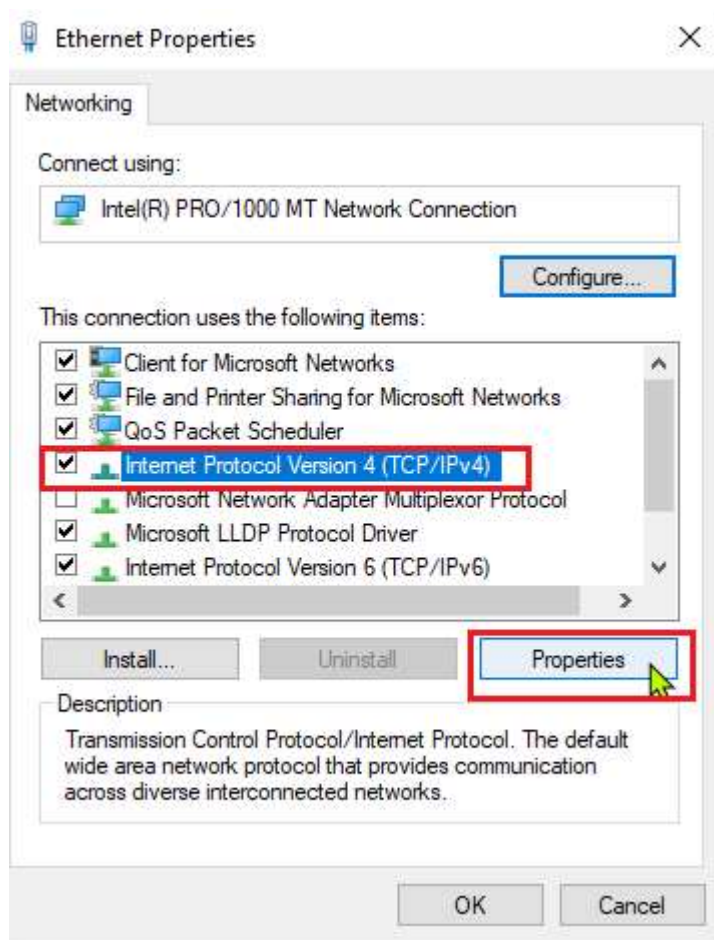 Ethernet Properties
Networking
Connect using:
Intel(R) PRO/1000 MT Network Connection
Configure...
This connection uses the following items:
Client for Microsoft Networks
File and Printer Sharing for Microsoft Networks
QoS Packet Scheduler
Internet Protocol Version 4 (TCP/IPv4)
Microsoft Network Adapter Multiplexor Protocol
Microsoft LLDP Protocol Driver
Internet Protocol Version 6 (TCP/IPv6)
Install... Uninstall Properties
Description
Transmission Control Protocol/Internet Protocol. The default
wide area network protocol that provides communication
across diverse interconnected networks.
OK Cancel